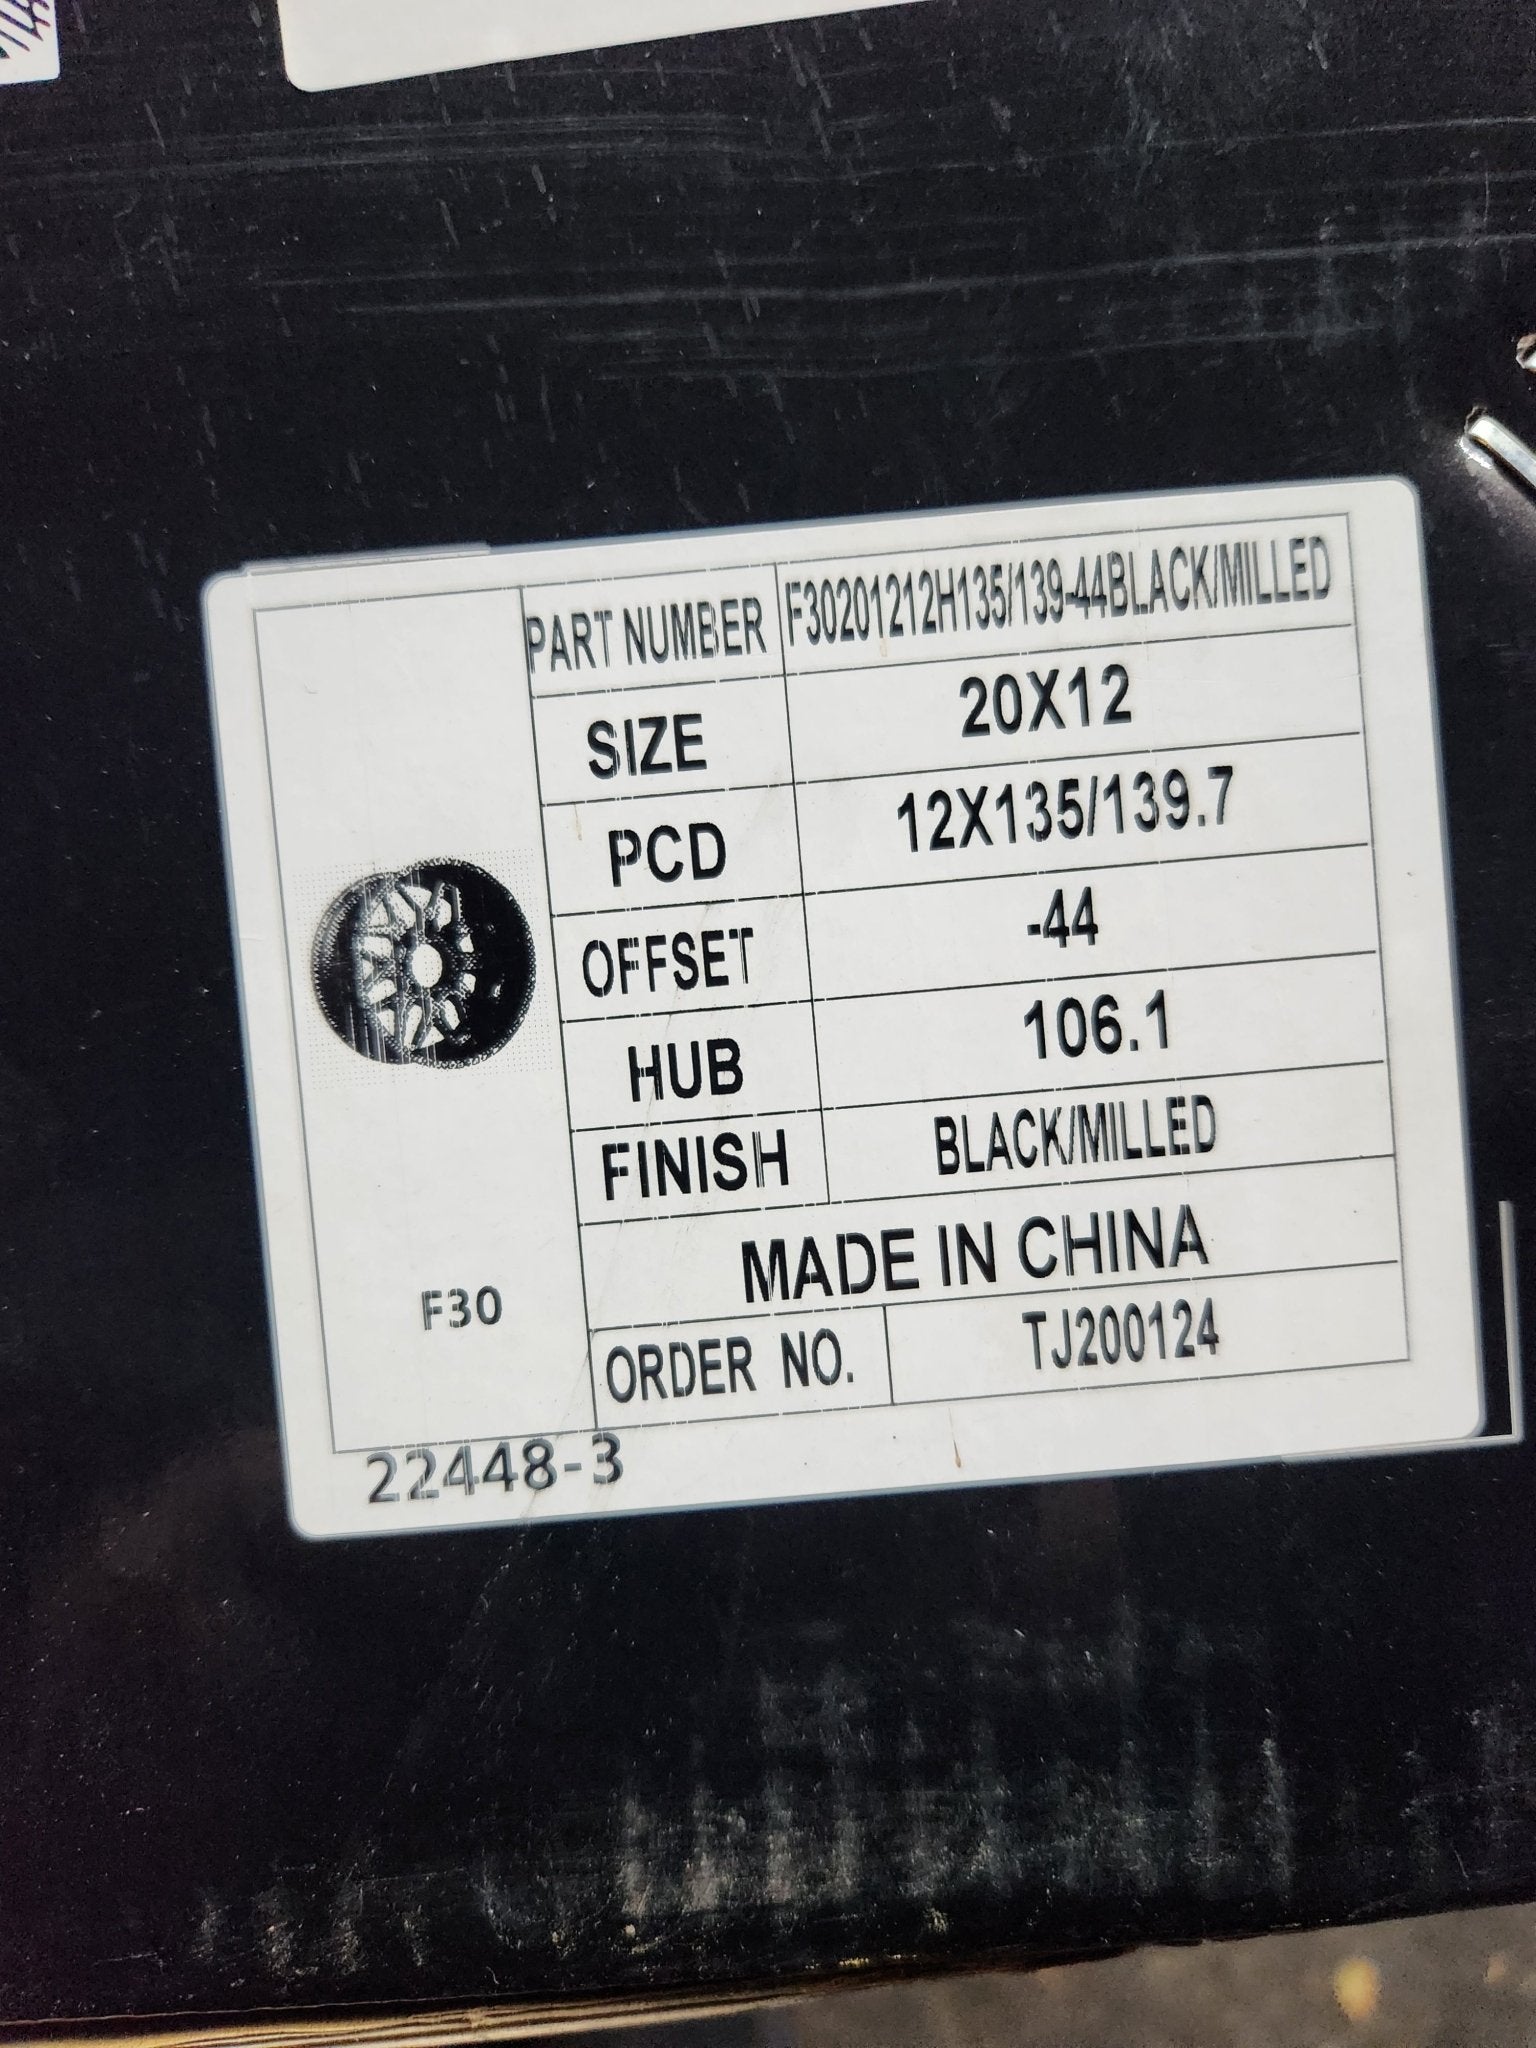 PART NUMBER F30201212H135/139-44BLACK/MILLED
SIZE 20X12
PCD 12X135/139.7
OFFSET -44
HUB 106.1
FINISH BLACK/MILLED
MADE IN CHINA
F30
ORDER NO. TJ200124
22448-3